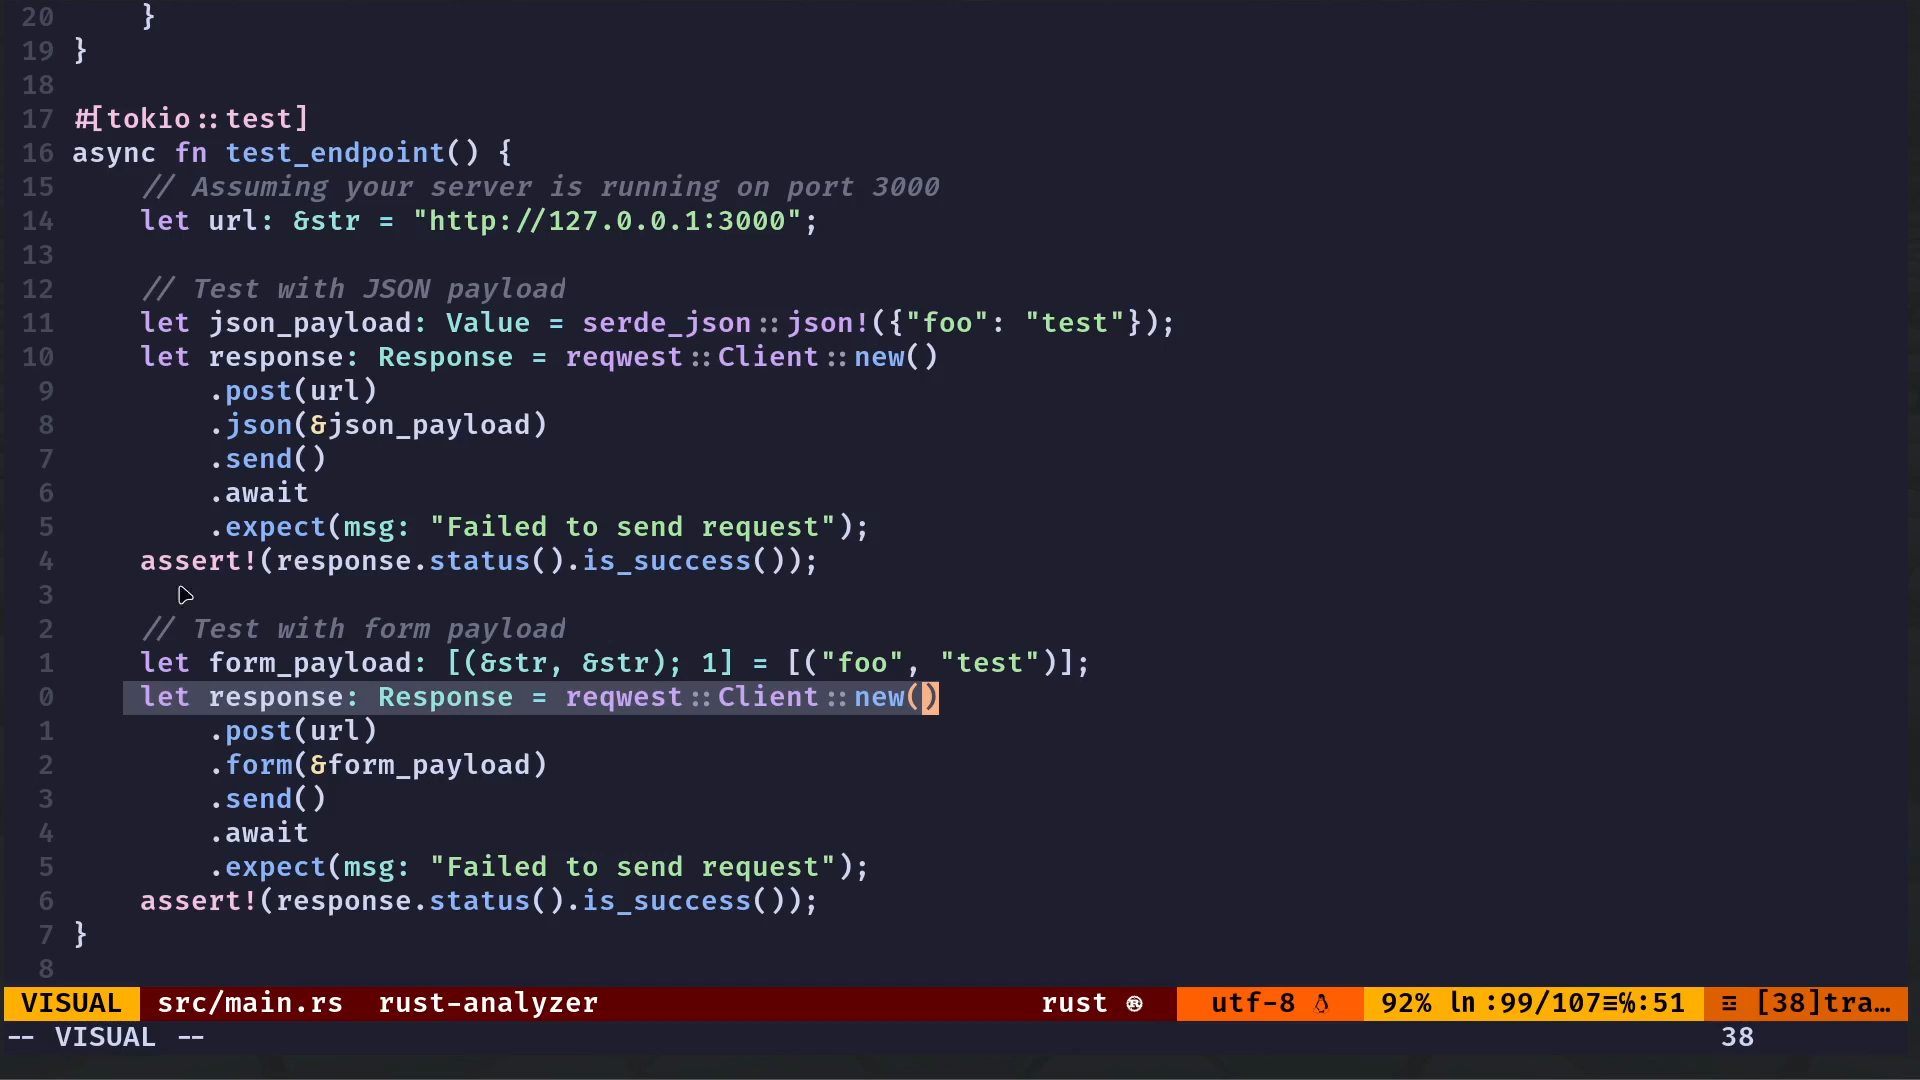 20     }
19 }
18
17 #[tokio::test]
16 async fn test_endpoint() {
15     // Assuming your server is running on port 3000
14     let url: &str = "http://127.0.0.1:3000";
13
12     // Test with JSON payload
11     let json_payload: Value = serde_json::json!({"foo": "test"});
10     let response: Response = reqwest::Client::new()
9         .post(url)
8         .json(&json_payload)
7         .send()
6         .await
5         .expect(msg: "Failed to send request");
4     assert!(response.status().is_success());
3
2     // Test with form payload
1     let form_payload: [(&str, &str); 1] = [("foo", "test")];
0     let response: Response = reqwest::Client::new()
1         .post(url)
2         .form(&form_payload)
3         .send()
4         .await
5         .expect(msg: "Failed to send request");
6     assert!(response.status().is_success());
7 }
8
VISUAL src/main.rs rust-analyzer rust utf-8 92% ln :99/107≡℅:51 [38]tra…
-- VISUAL -- 38